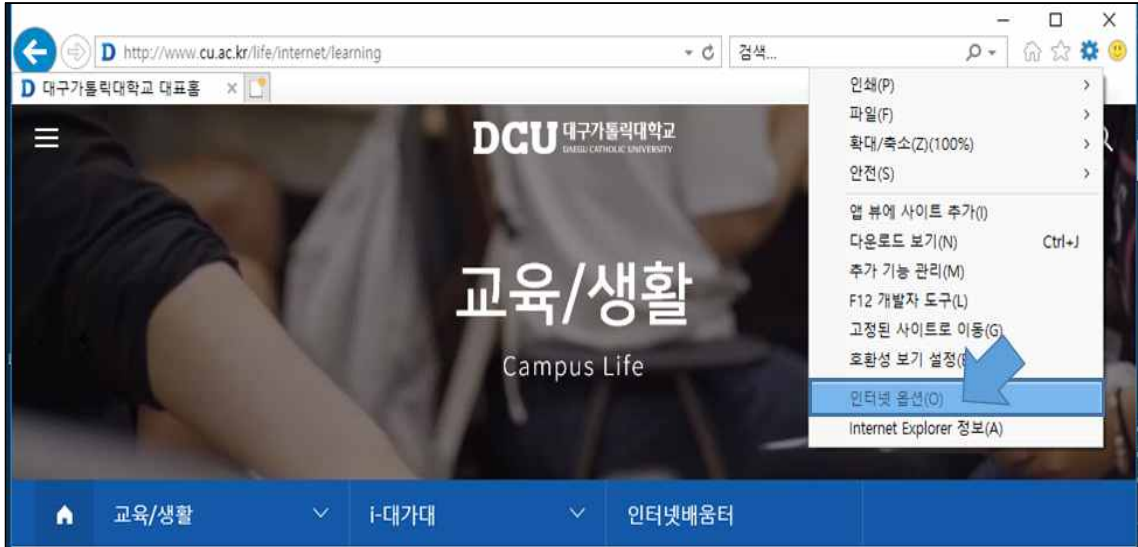 http://www.cu.ac.kr/life/internet/learning
검색...
대구가톨릭대학교 대표홈
인쇄(P)
파일(F)
확대/축소(Z)(100%)
안전(S)
앱 뷰에 사이트 추가(I)
다운로드 보기(N) Ctrl+J
추가 기능 관리(M)
F12 개발자 도구(L)
고정된 사이트로 이동(G)
호환성 보기 설정
인터넷 옵션(O)
Internet Explorer 정보(A)
DCU 대구가톨릭대학교
DAEGU CATHOLIC UNIVERSITY
교육/생활
Campus Life
교육/생활
i-대가대
인터넷배움터